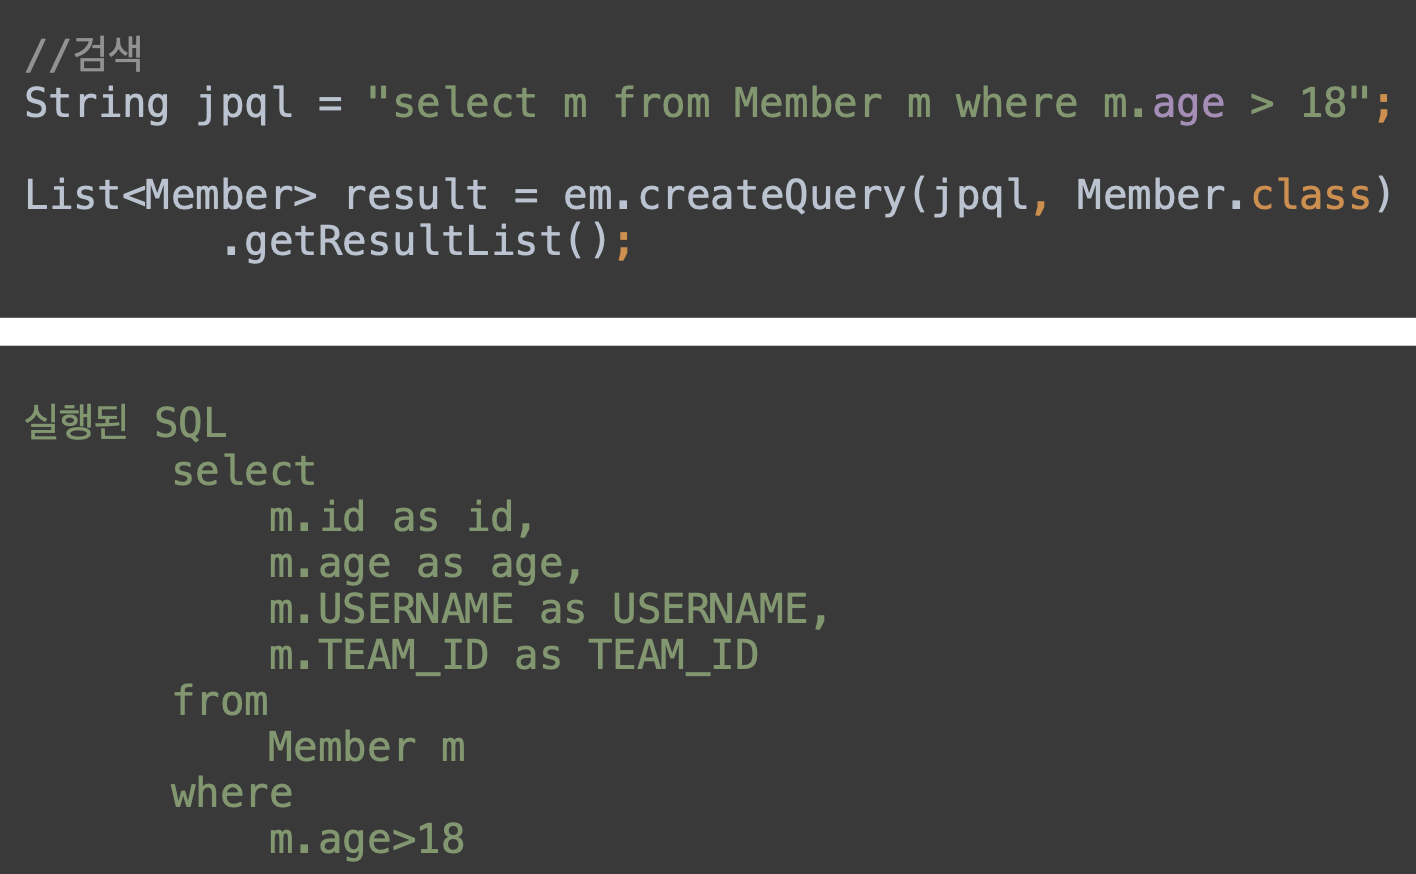 //검색
String jpql = "select m from Member m where m.age > 18";
List<Member> result = em.createQuery(jpql, Member.class)
.getResultList();
실행된 SQL
select
m.id as id,
m.age as age,
m.USERNAME as USERNAME,
m.TEAM_ID as TEAM_ID
from
Member m
where
m.age>18